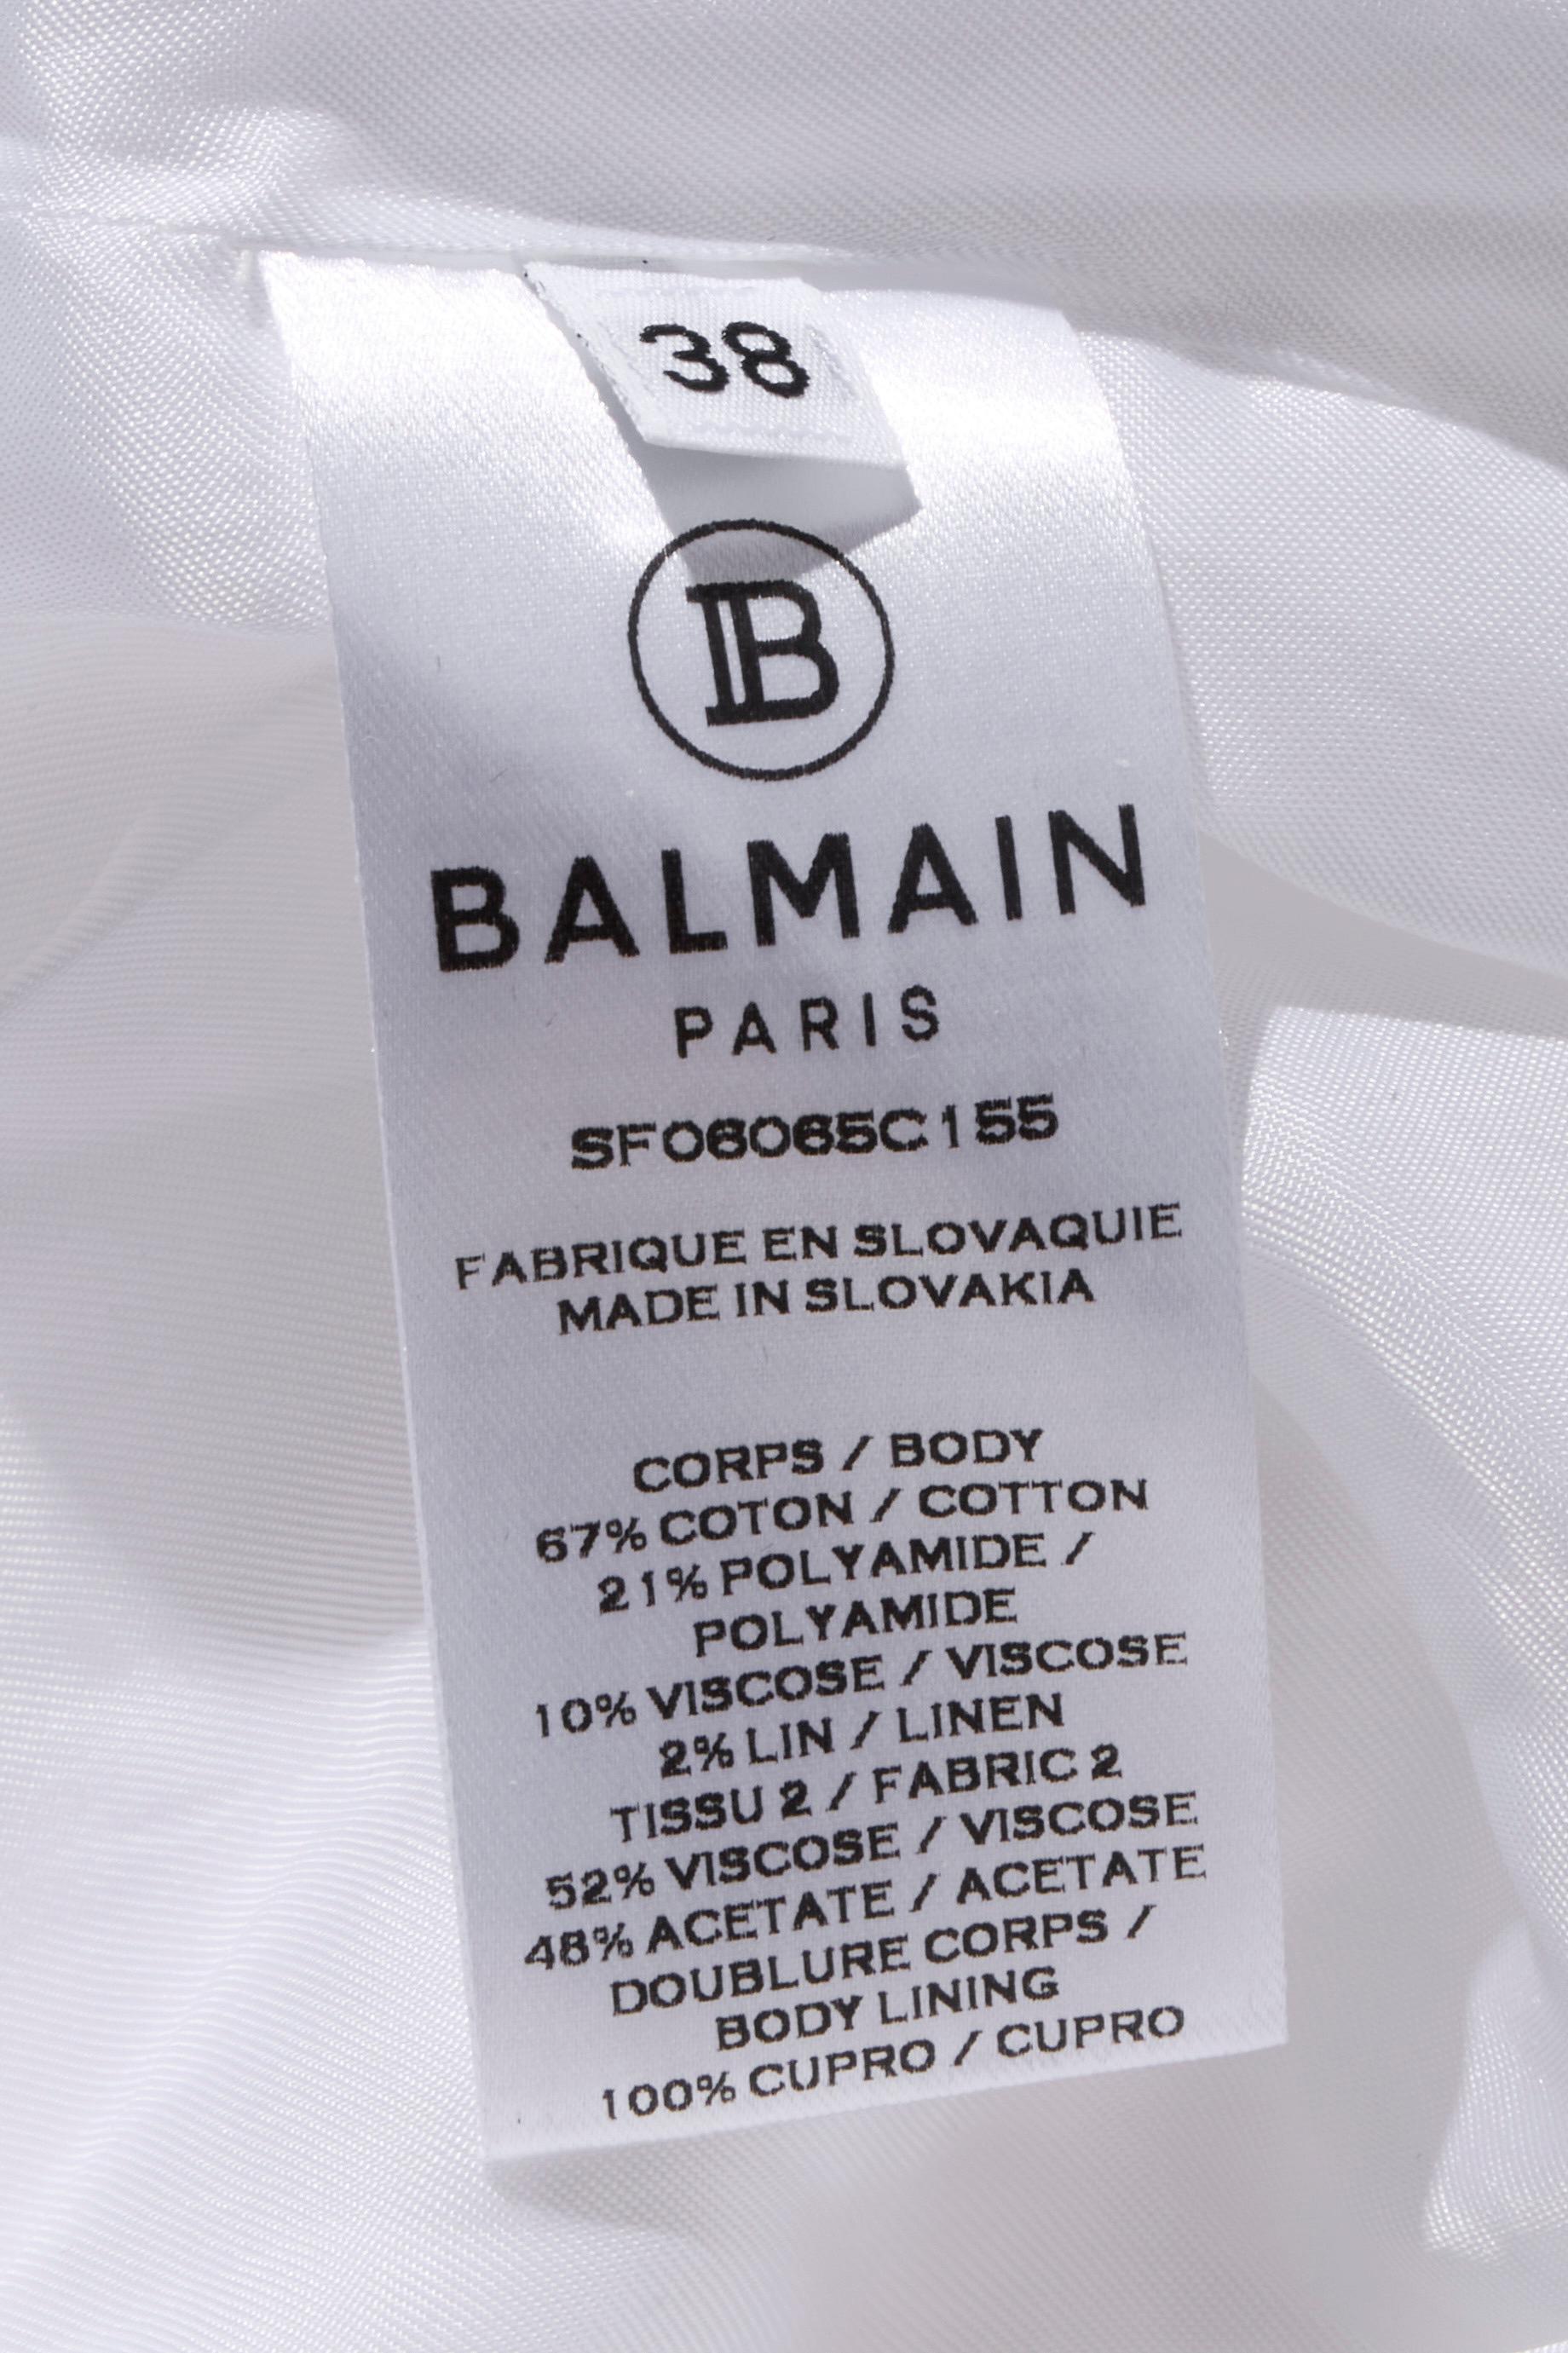 38
B
BALMAIN
PARIS
SF06065C155
FABRIQUE EN SLOVAQUIE
MADE IN SLOVAKIA
CORPS / BODY
67% COTON / COTTON
21% POLYAMIDE /
POLYAMIDE
10% VISCOSE / VISCOSE
2% LIN / LINEN
TISSU 2 / FABRIC 2
52% VISCOSE / VISCOSE
48% ACETATE / ACETATE
DOUBLURE CORPS /
BODY LINING
100% CUPRO / CUPRO